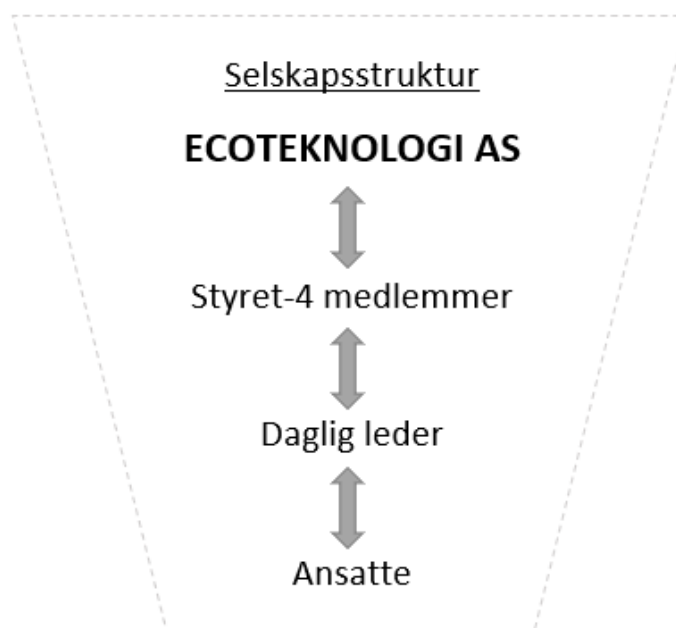 Selskapsstruktur
ECOTEKNOLOGI AS
Styret-4 medlemmer
Daglig leder
Ansatte